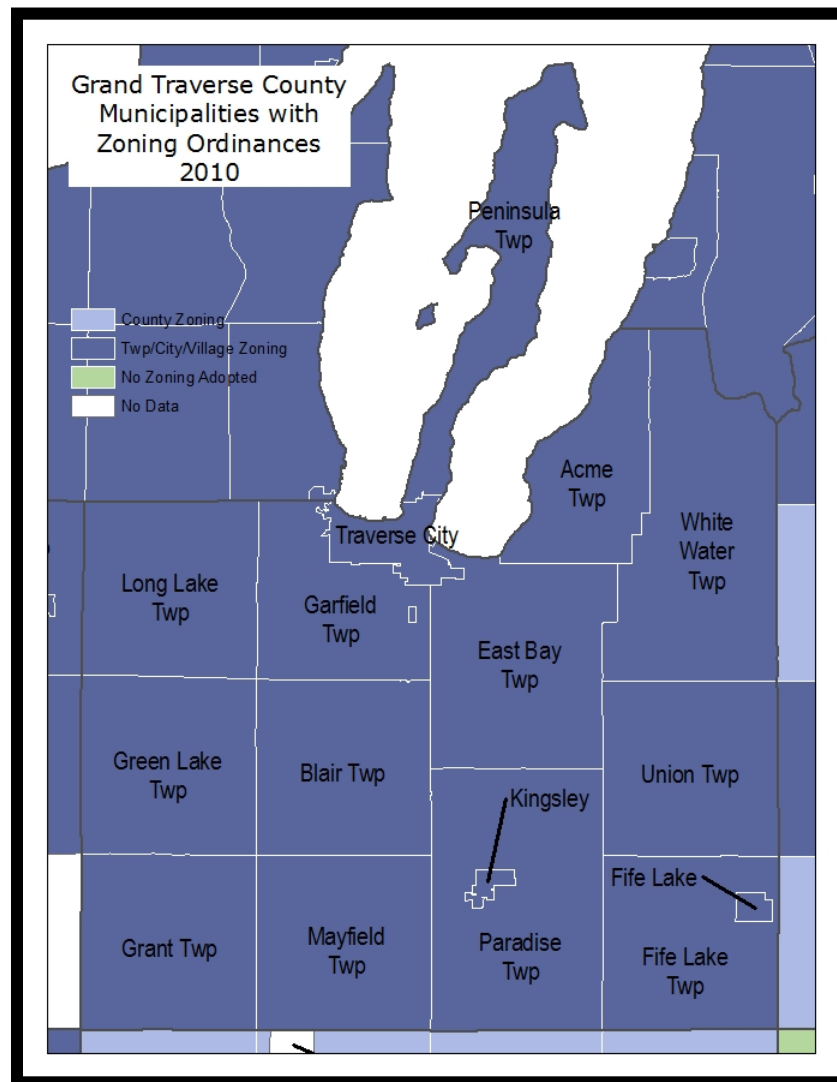 Grand Traverse County
Municipalities with
Zoning Ordinances
2010
Peninsula
Twp
County Zoning
Twp/City/Village Zoning
No Zoning Adopted
No Data
Acme
Twp
White
Water
Twp
Traverse City
Long Lake
Twp
Garfield
Twp
East Bay
Twp
Green Lake
Twp
Blair Twp
Union Twp
Kingsley
Fife Lake
Grant Twp
Mayfield
Twp
Paradise
Twp
Fife Lake
Twp